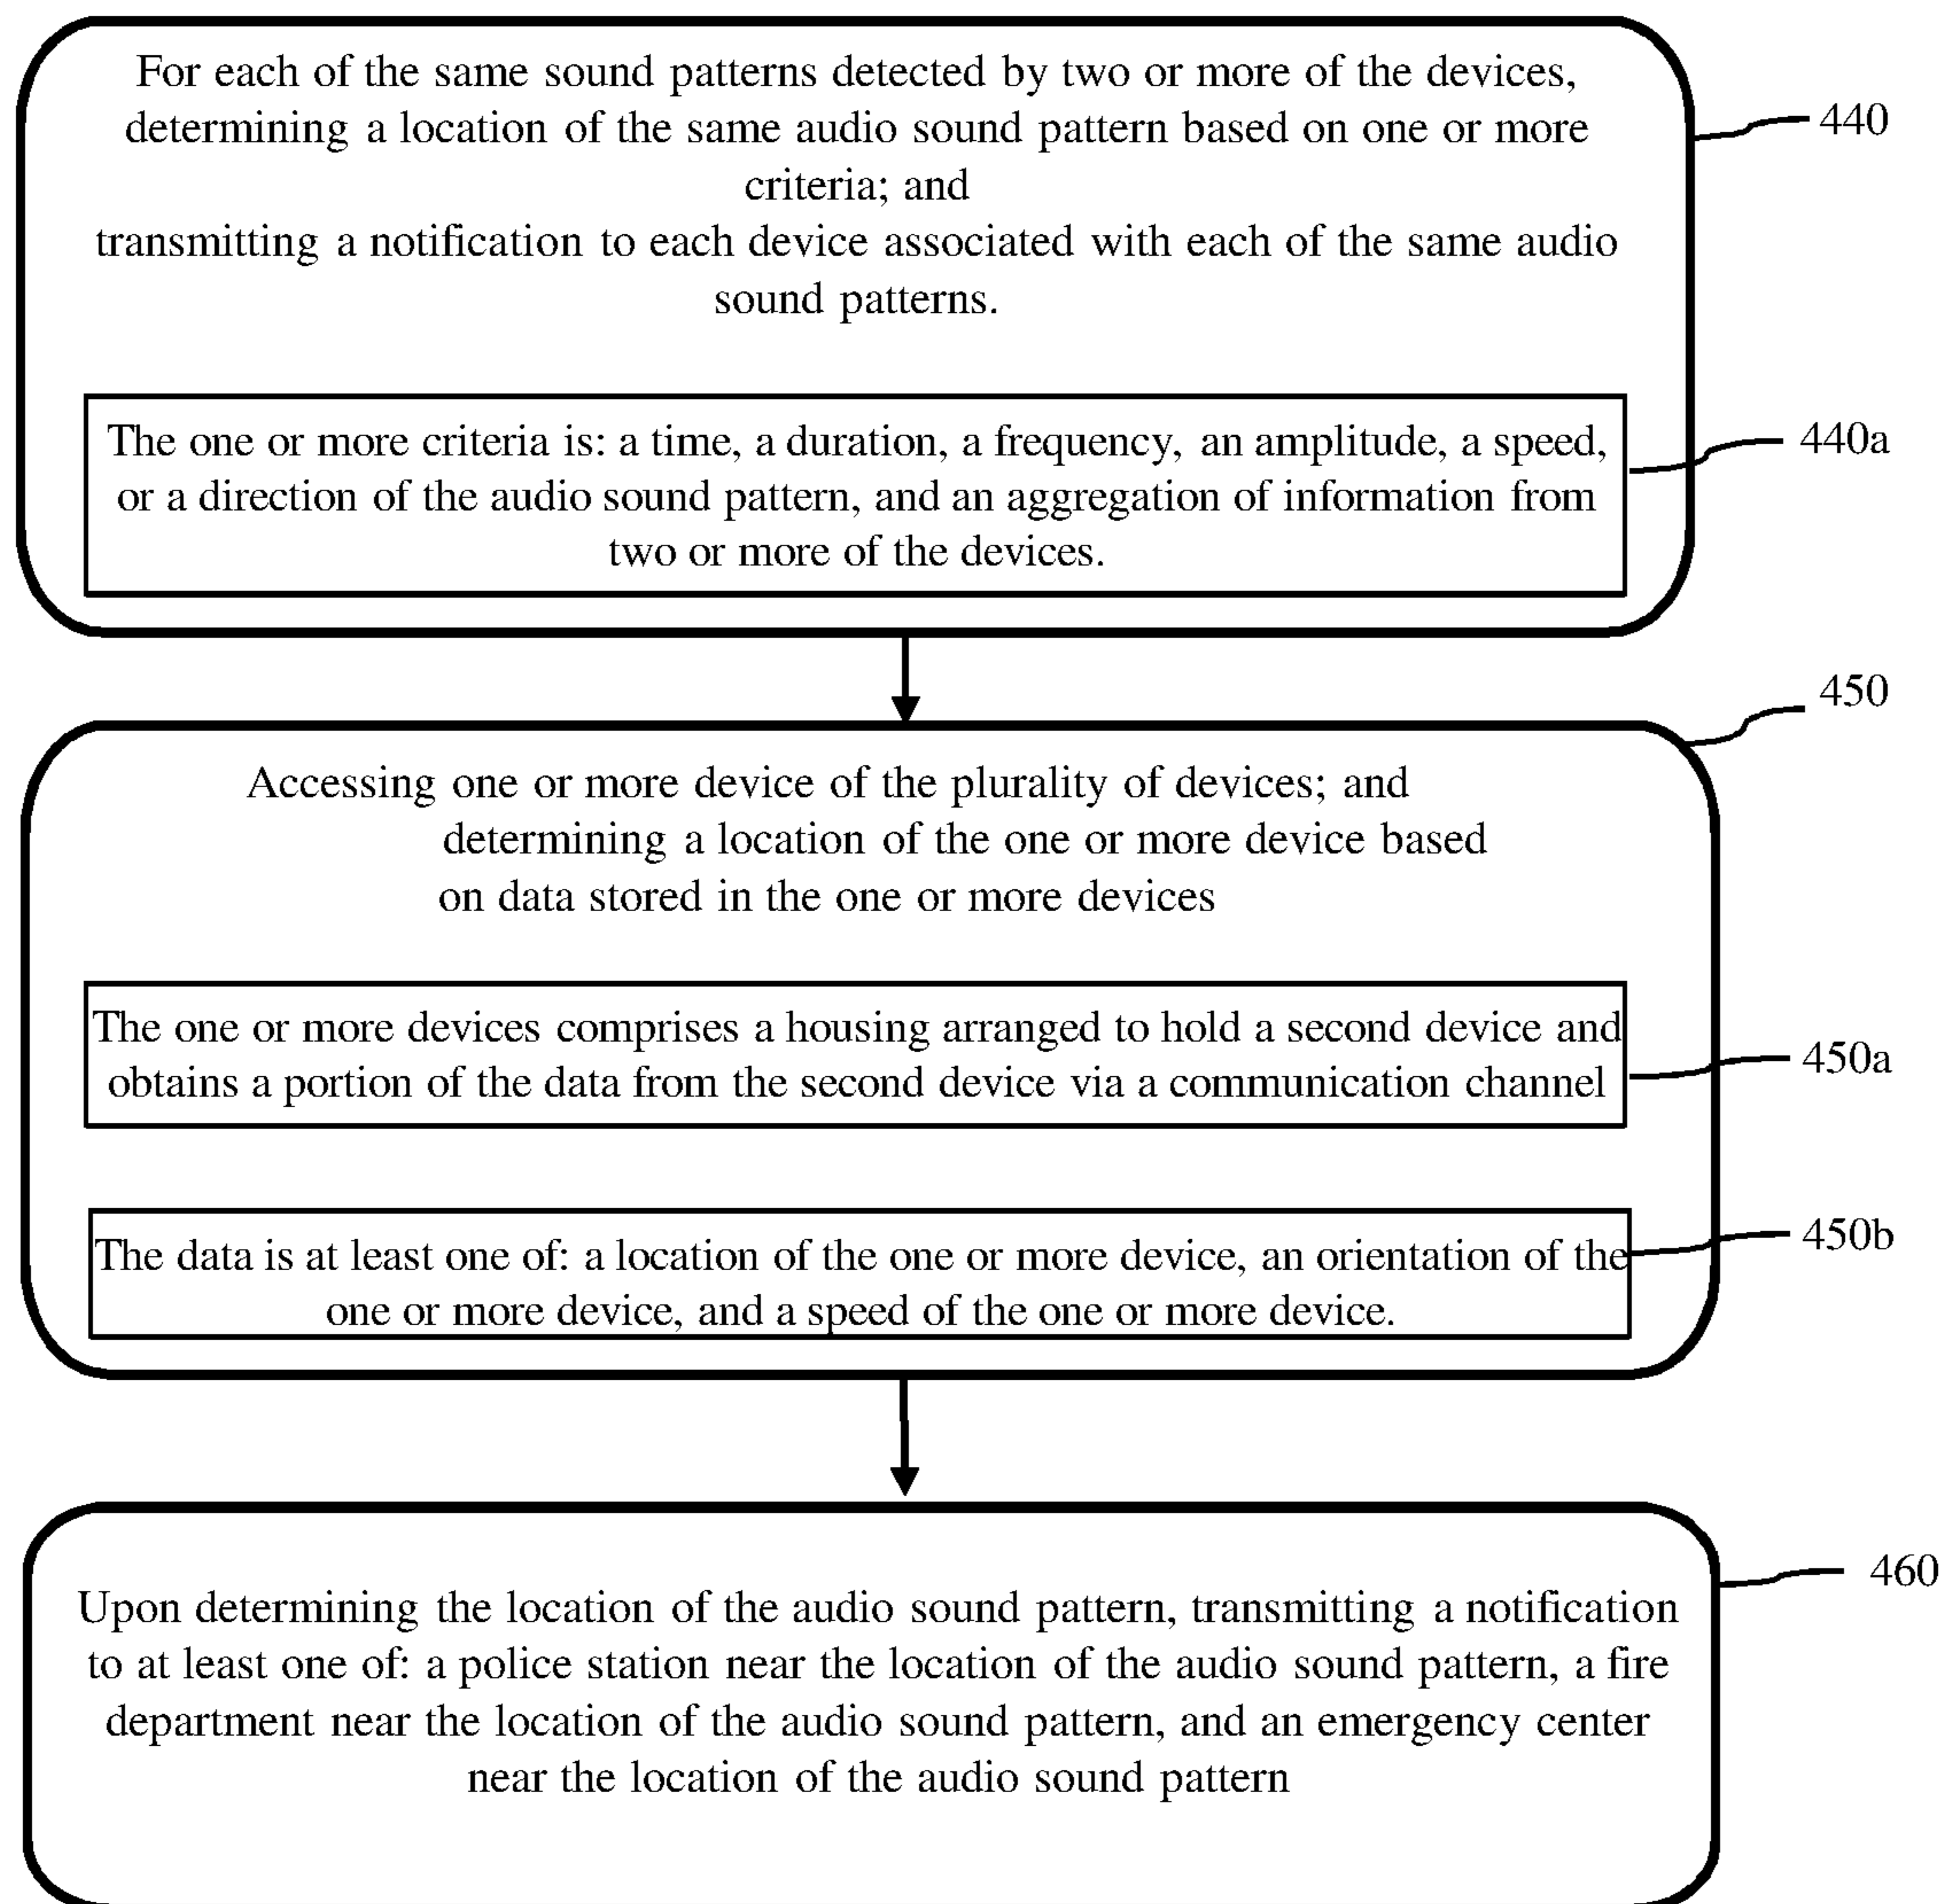 For each of the same sound patterns detected by two or more of the devices,
determining a location of the same audio sound pattern based on one or more
criteria; and
transmitting a notification to each device associated with each of the same audio
sound patterns.
440
The one or more criteria is: a time, a duration, a frequency, an amplitude, a speed,
or a direction of the audio sound pattern, and an aggregation of information from
two or more of the devices.
440a
450
Accessing one or more device of the plurality of devices; and
determining a location of the one or more device based
on data stored in the one or more devices
The one or more devices comprises a housing arranged to hold a second device and
obtains a portion of the data from the second device via a communication channel
450a
The data is at least one of: a location of the one or more device, an orientation of the
one or more device, and a speed of the one or more device.
450b
460
Upon determining the location of the audio sound pattern, transmitting a notification
to at least one of: a police station near the location of the audio sound pattern, a fire
department near the location of the audio sound pattern, and an emergency center
near the location of the audio sound pattern